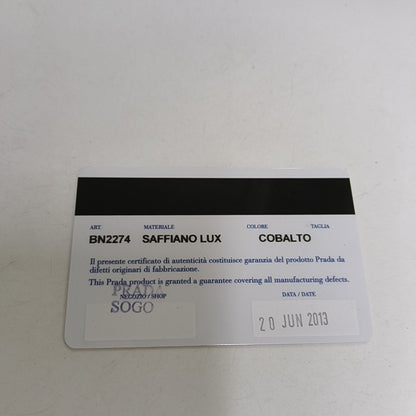 ART. MATERIALE COLORE TAGLIA
BN2274 SAFFIANO LUX COBALTO
Il presente certificato di autenticità costituisce garanzia del prodotto Prada da
difetti originari di fabbricazione.
This Prada product is granted a guarantee covering all manufacturing defects.
PRADA
NEGOZIO / SHOP DATA / DATE
SOGO
20 JUN 2013